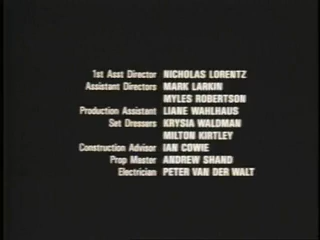 1st Asst Director NICHOLAS LORENTZ
Assistant Directors MARK LARKIN
MYLES ROBERTSON
Production Assistant LIANE WAHLHAUS
Set Dressers KRYSIA WALDMAN
MILTON KIRTLEY
Construction Advisor IAN COWIE
Prop Master ANDREW SHAND
Electrician PETER VAN DER WALT